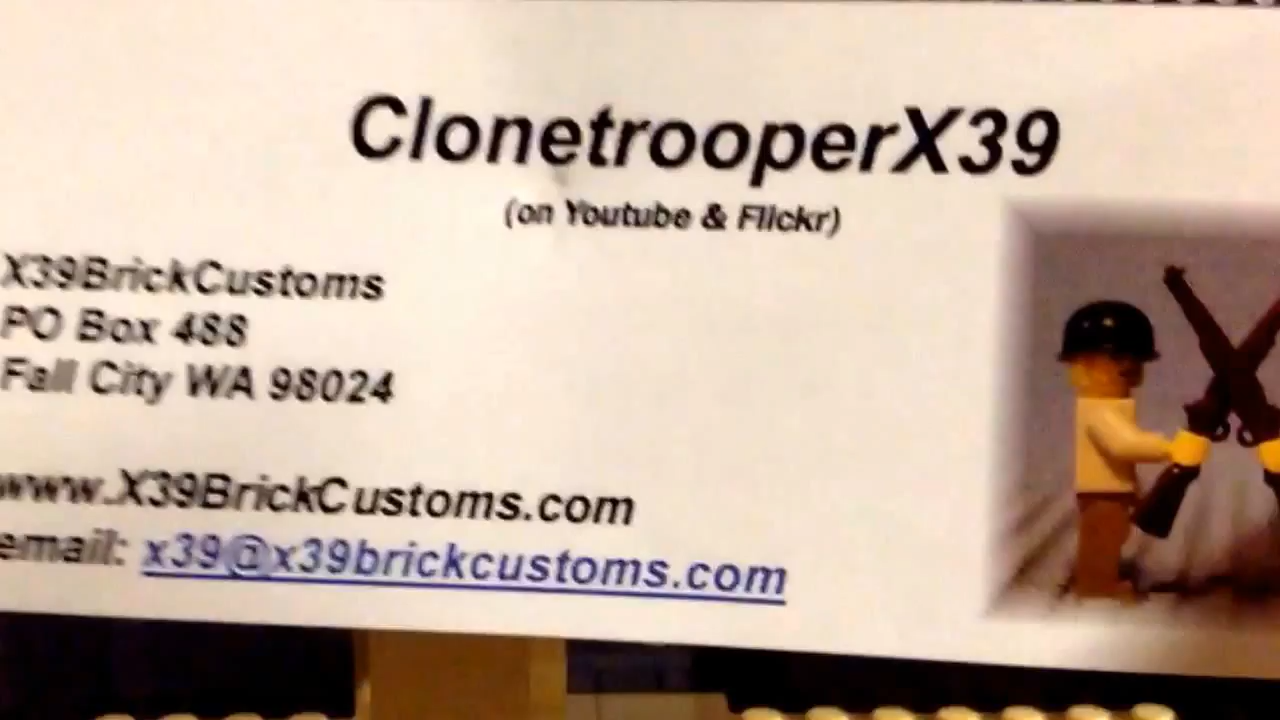 ClonetrooperX39
(on Youtube & Flickr)
X39BrickCustoms
PO Box 488
Fall City WA 98024
www.X39BrickCustoms.com
email: x39@x39brickcustoms.com